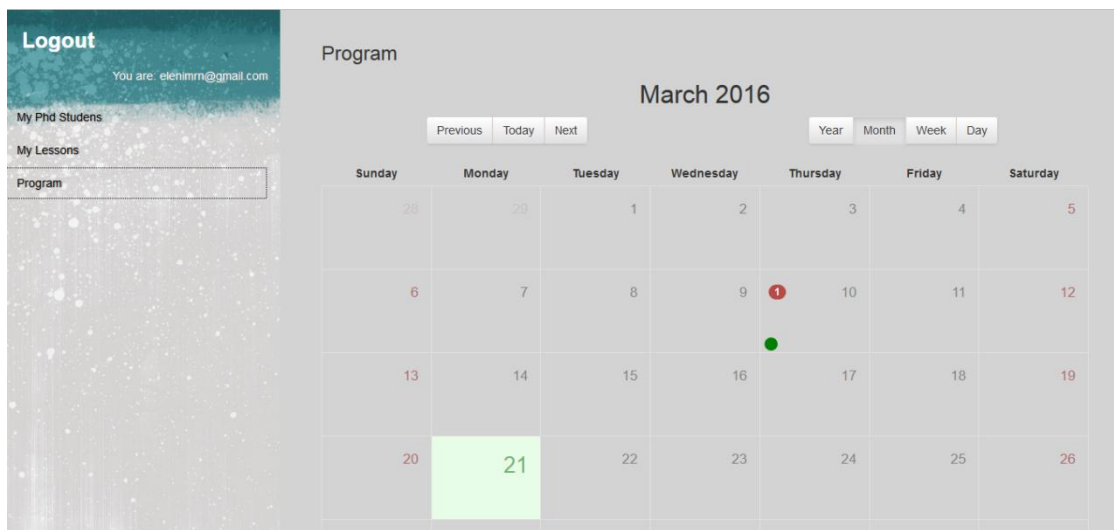 Logout
You are: elenimrn@gmail.com
My Phd Studens
My Lessons
Program
Program
March 2016
Previous Today Next
Year Month Week Day
Sunday Monday Tuesday Wednesday Thursday Friday Saturday
28 29 1 2 3 4 5
6 7 8 9 1 10 11 12
13 14 15 16 17 18 19
20 21 22 23 24 25 26